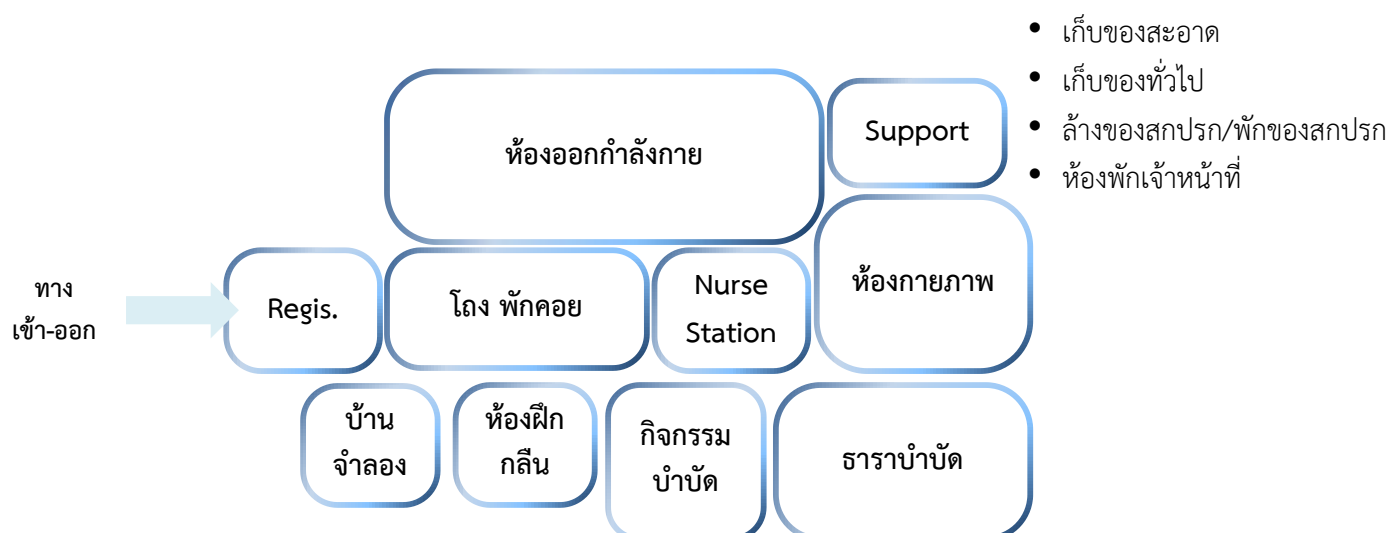 • เก็บของสะอาด
• เก็บของทั่วไป
• ล้างของสกปรก/พักของสกปรก
• ห้องพักเจ้าหน้าที่
ห้องออกกำลังกาย
Support
ทาง
เข้า-ออก
Regis.
โถง พักคอย
Nurse
Station
ห้องกายภาพ
บ้าน
จำลอง
ห้องฝึก
กลืน
กิจกรรม
บำบัด
ธาราบำบัด